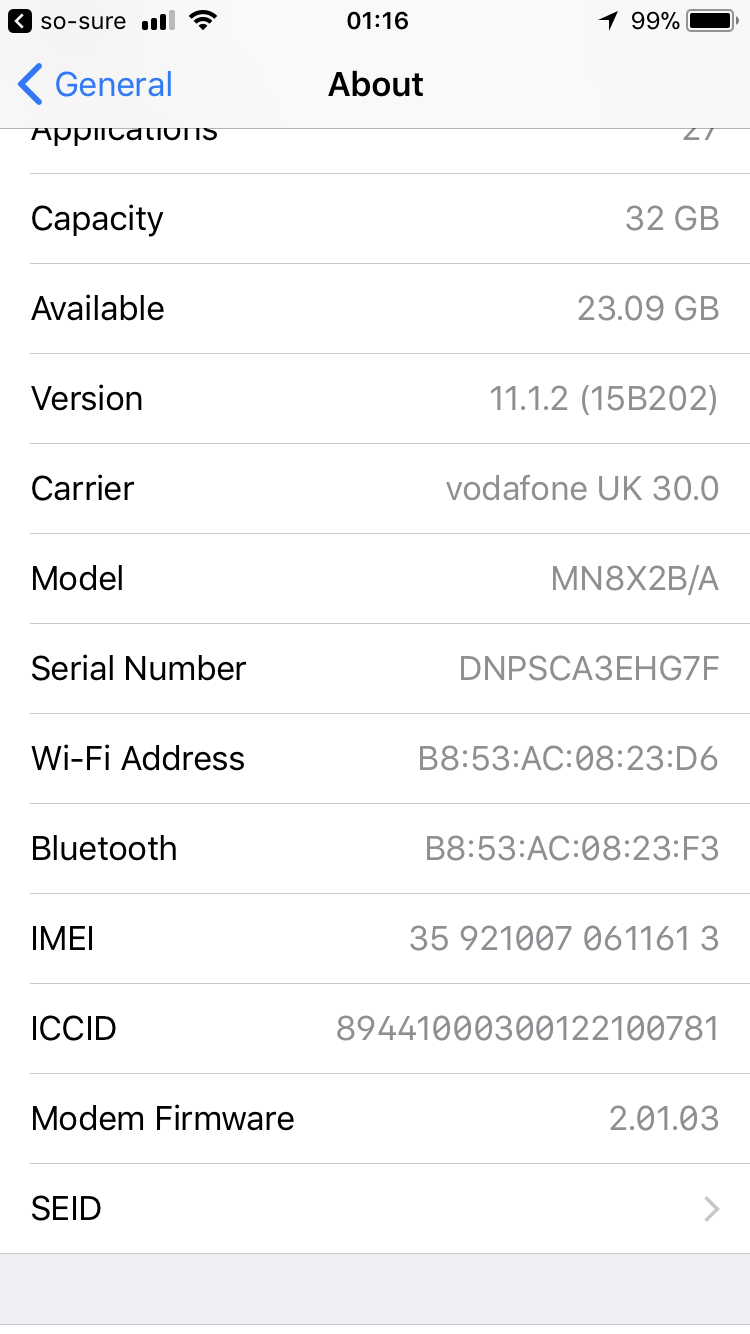 so-sure 01:16 99%
General About
Applications 27
Capacity 32 GB
Available 23.09 GB
Version 11.1.2 (15B202)
Carrier vodafone UK 30.0
Model MN8X2B/A
Serial Number DNPSCA3EHG7F
Wi-Fi Address B8:53:AC:08:23:D6
Bluetooth B8:53:AC:08:23:F3
IMEI 35 921007 061161 3
ICCID 89441000300122100781
Modem Firmware 2.01.03
SEID